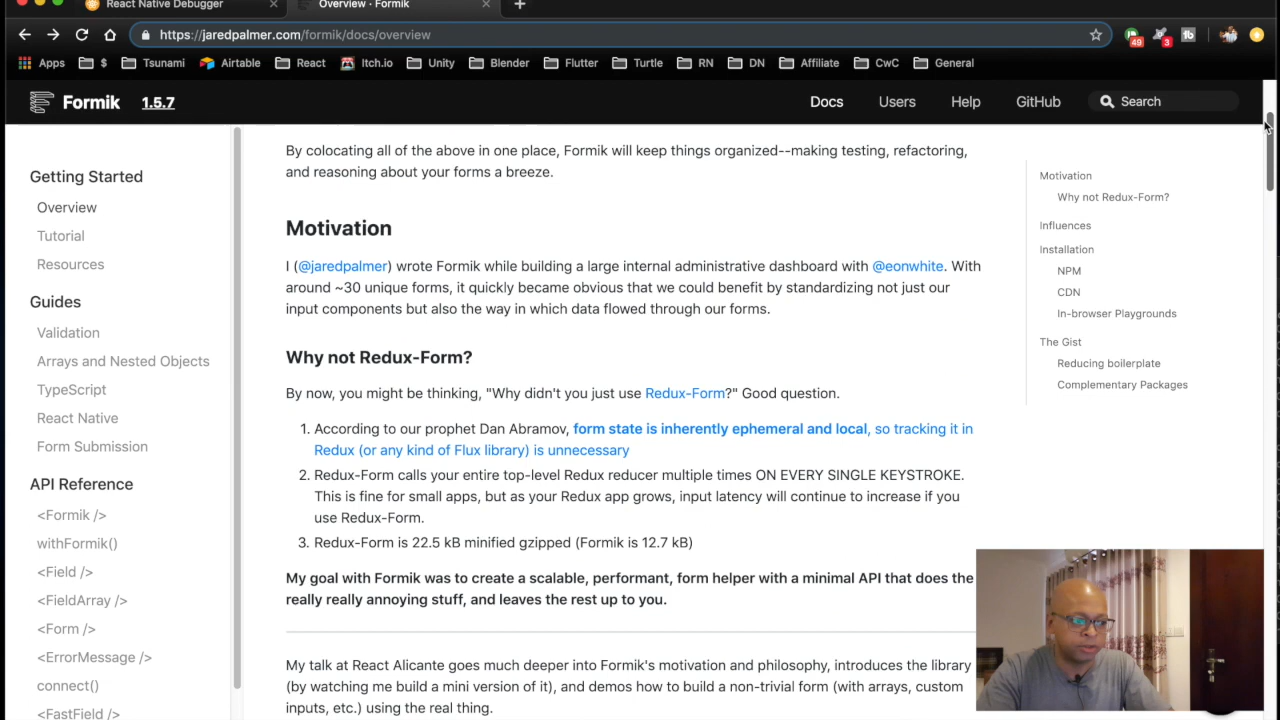 React Native Debugger
Overview · Formik
https://jaredpalmer.com/formik/docs/overview
49
3
Apps
$
Tsunami
Airtable
React
Itch.io
Unity
Blender
Flutter
Turtle
RN
DN
Affiliate
CwC
General
Formik 1.5.7
Docs
Users
Help
GitHub
Search
Getting Started
Overview
Tutorial
Resources
Guides
Validation
Arrays and Nested Objects
TypeScript
React Native
Form Submission
API Reference
<Formik />
withFormik()
<Field />
<FieldArray />
<Form />
<ErrorMessage />
connect()
<FastField />
By colocating all of the above in one place, Formik will keep things organized--making testing, refactoring,
and reasoning about your forms a breeze.
Motivation
I (@jaredpalmer) wrote Formik while building a large internal administrative dashboard with @eonwhite. With
around ~30 unique forms, it quickly became obvious that we could benefit by standardizing not just our
input components but also the way in which data flowed through our forms.
Why not Redux-Form?
By now, you might be thinking, "Why didn't you just use Redux-Form?" Good question.
1. According to our prophet Dan Abramov, form state is inherently ephemeral and local, so tracking it in
Redux (or any kind of Flux library) is unnecessary
2. Redux-Form calls your entire top-level Redux reducer multiple times ON EVERY SINGLE KEYSTROKE.
This is fine for small apps, but as your Redux app grows, input latency will continue to increase if you
use Redux-Form.
3. Redux-Form is 22.5 kB minified gzipped (Formik is 12.7 kB)
My goal with Formik was to create a scalable, performant, form helper with a minimal API that does the
really really annoying stuff, and leaves the rest up to you.
My talk at React Alicante goes much deeper into Formik's motivation and philosophy, introduces the library
(by watching me build a mini version of it), and demos how to build a non-trivial form (with arrays, custom
inputs, etc.) using the real thing.
Motivation
Why not Redux-Form?
Influences
Installation
NPM
CDN
In-browser Playgrounds
The Gist
Reducing boilerplate
Complementary Packages